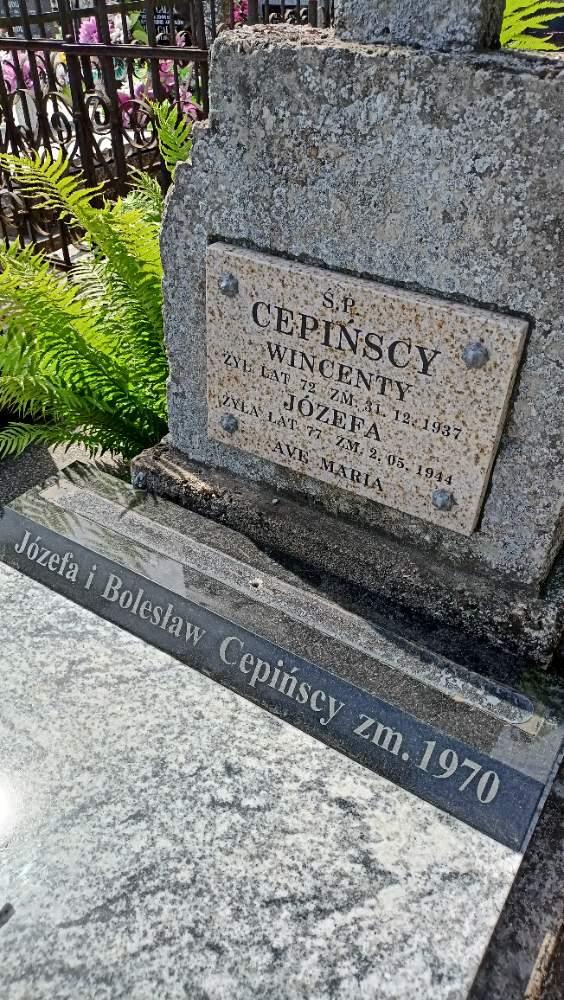 Ś.P.
CEPIŃSCY
WINCENTY
ŻYŁ LAT 72 ZM. 31. 12. 1937
JÓZEFA
ŻYŁA LAT 77 ZM. 2. 05. 1944
AVE MARIA
Józefa i Bolesław Cepińscy zm. 1970